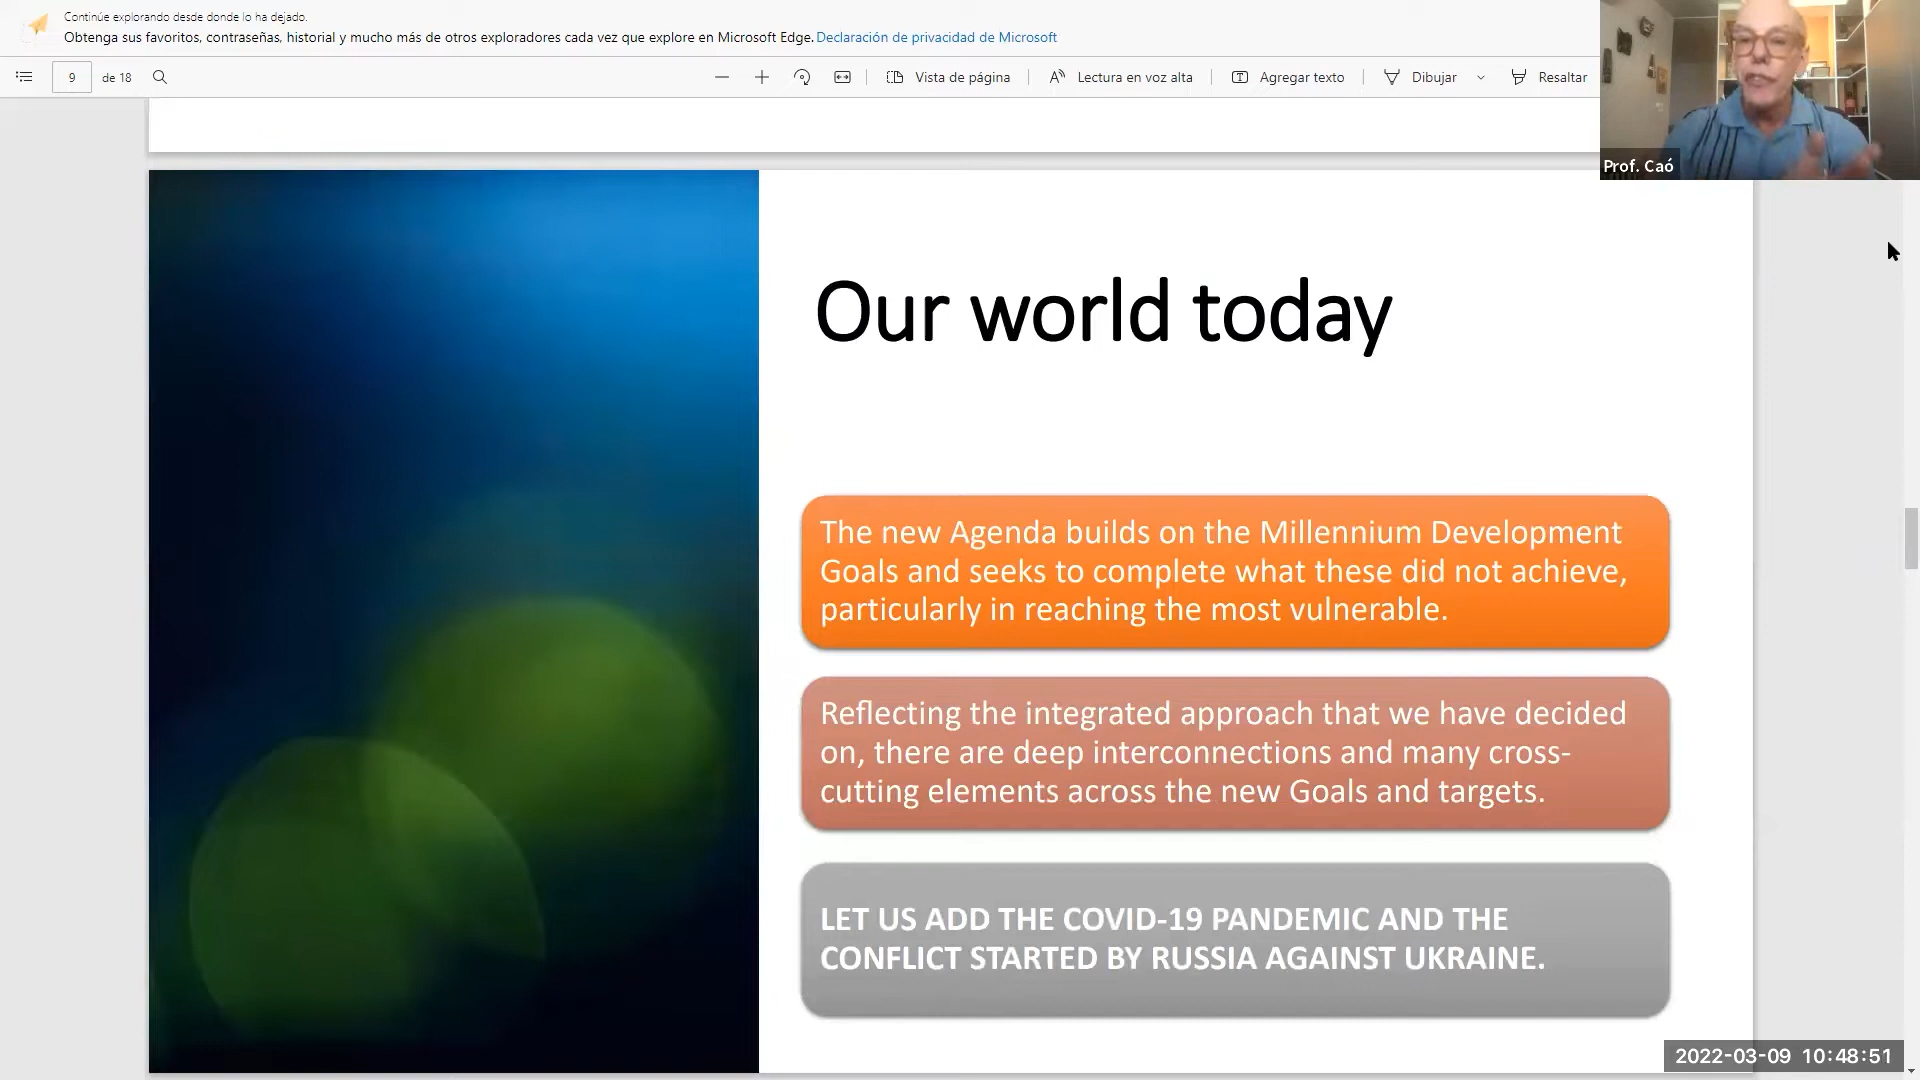 Continúe explorando desde donde lo ha dejado.
Obtenga sus favoritos, contraseñas, historial y mucho más de otros exploradores cada vez que explore en Microsoft Edge. Declaración de privacidad de Microsoft
9 de 18 Vista de página Lectura en voz alta Agregar texto Dibujar Resaltar
Prof. Caó
Our world today
The new Agenda builds on the Millennium Development
Goals and seeks to complete what these did not achieve,
particularly in reaching the most vulnerable.
Reflecting the integrated approach that we have decided
on, there are deep interconnections and many cross-
cutting elements across the new Goals and targets.
LET US ADD THE COVID-19 PANDEMIC AND THE
CONFLICT STARTED BY RUSSIA AGAINST UKRAINE.
2022-03-09 10:48:51